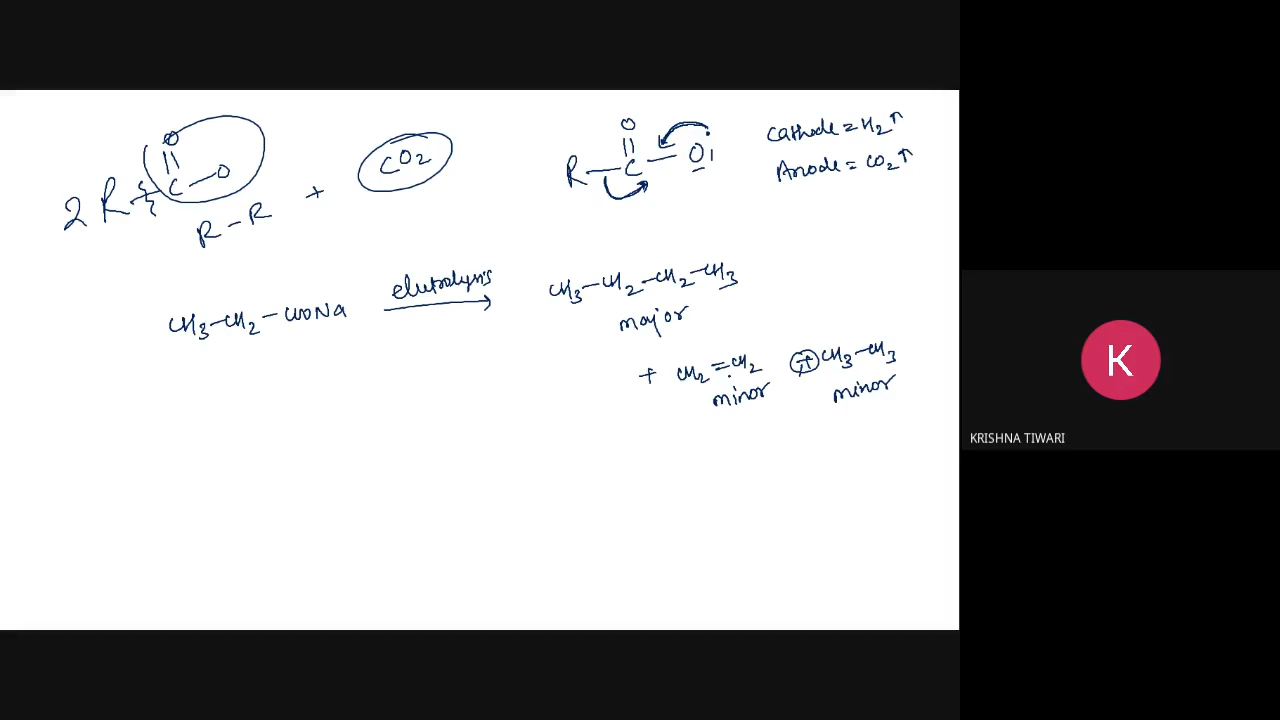 O
||
2 R - C - O
R - R + CO2
O
||
R - C - O
Cathode = H2 ↑
Anode = CO2 ↑
CH3-CH2-COONa electrolysis → CH3-CH2-CH2-CH3
major
+ CH2=CH2 + CH3-CH3
minor minor
K
KRISHNA TIWARI